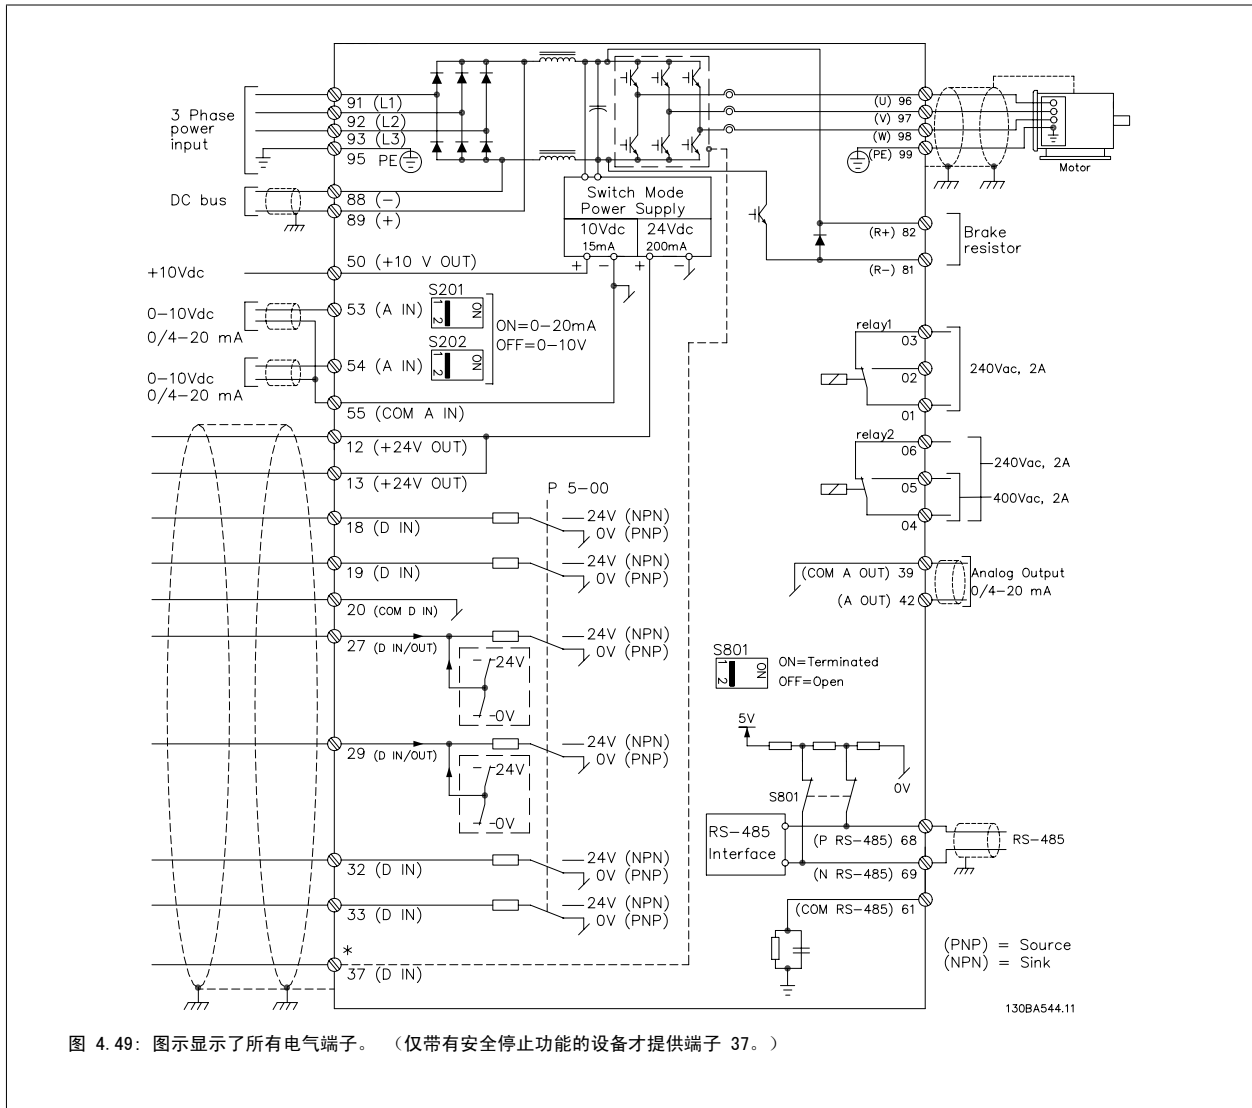 3 Phase
power
input
91 (L1)
92 (L2)
93 (L3)
95 PE
DC bus
88 (-)
89 (+)
+10Vdc
50 (+10 V OUT)
Switch Mode
Power Supply
10Vdc
15mA
24Vdc
200mA
+ - + -
0-10Vdc
0/4-20 mA
53 (A IN)
S201
1 2
ON
S202
1 2
ON
ON=0-20mA
OFF=0-10V
0-10Vdc
0/4-20 mA
54 (A IN)
55 (COM A IN)
12 (+24V OUT)
13 (+24V OUT)
P 5-00
18 (D IN)
24V (NPN)
0V (PNP)
19 (D IN)
24V (NPN)
0V (PNP)
20 (COM D IN)
27 (D IN/OUT)
24V (NPN)
0V (PNP)
24V
0V
29 (D IN/OUT)
24V (NPN)
0V (PNP)
24V
0V
32 (D IN)
24V (NPN)
0V (PNP)
33 (D IN)
24V (NPN)
0V (PNP)
*
37 (D IN)
(U) 96
(V) 97
(W) 98
(PE) 99
Motor
(R+) 82
(R-) 81
Brake
resistor
relay1
03
02
01
240Vac, 2A
relay2
06
05
04
240Vac, 2A
400Vac, 2A
(COM A OUT) 39
(A OUT) 42
Analog Output
0/4-20 mA
S801
1 2
ON
ON=Terminated
OFF=Open
5V
S801
0V
RS-485
Interface
(P RS-485) 68
(N RS-485) 69
(COM RS-485) 61
RS-485
(PNP) = Source
(NPN) = Sink
130BA544.11
图 4.49: 图示显示了所有电气端子。 (仅带有安全停止功能的设备才提供端子 37。)